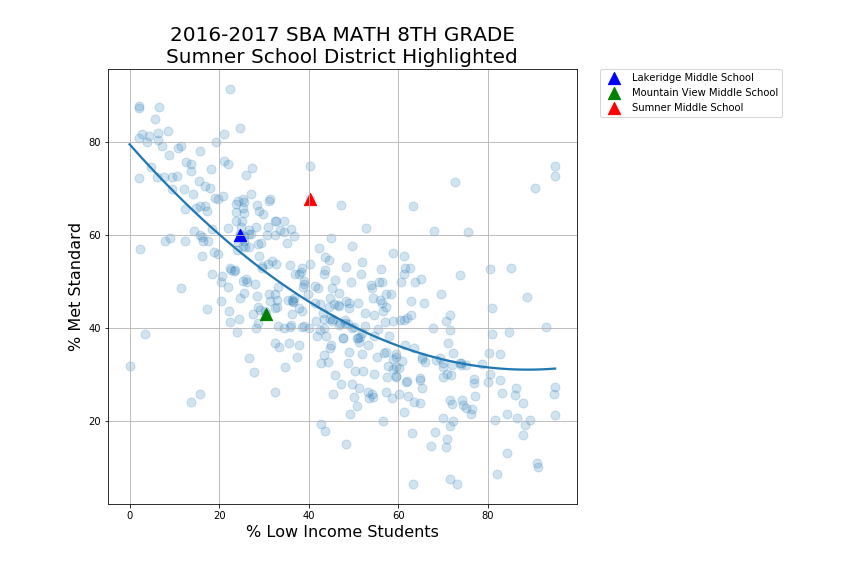 2016-2017 SBA MATH 8TH GRADE
Sumner School District Highlighted
Lakeridge Middle School
Mountain View Middle School
Sumner Middle School
% Met Standard
80
60
40
20
0 20 40 60 80
% Low Income Students